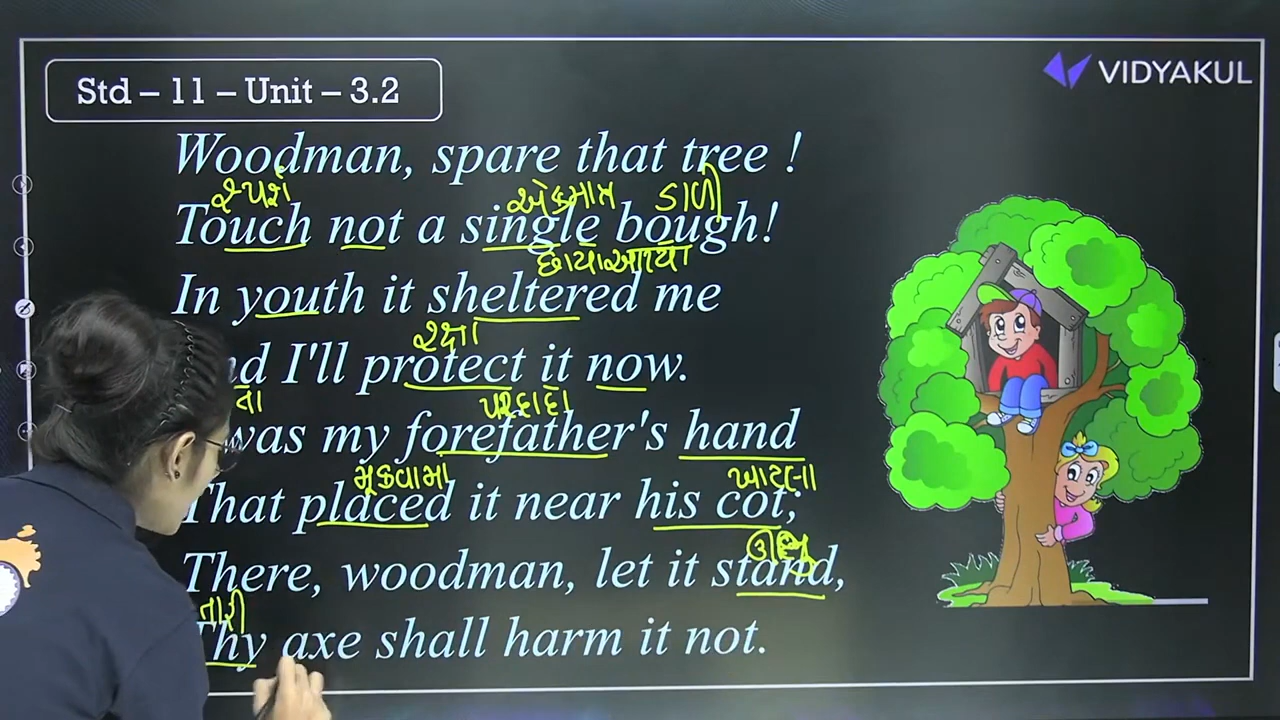 Std – 11 – Unit – 3.2
VIDYAKUL
Woodman, spare that tree !
સ્પર્શ એકમાત્ર ડાળી
Touch not a single bough!
છાયા આપ્યા
In youth it sheltered me
રક્ષા
nd I'll protect it now.
તા પરદાદા
was my forefather's hand
મૂકવામા ખાટલા
That placed it near his cot;
There, woodman, let it stand,
તારી
Thy axe shall harm it not.